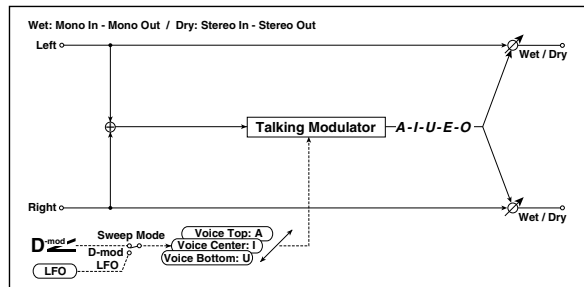 Wet: Mono In - Mono Out / Dry: Stereo In - Stereo Out
Left
Wet / Dry
Talking Modulator
A-I-U-E-O
Right
Wet / Dry
Sweep Mode
D-mod
D-mod
LFO
LFO
Voice Top: A
Voice Center: I
Voice Bottom: U